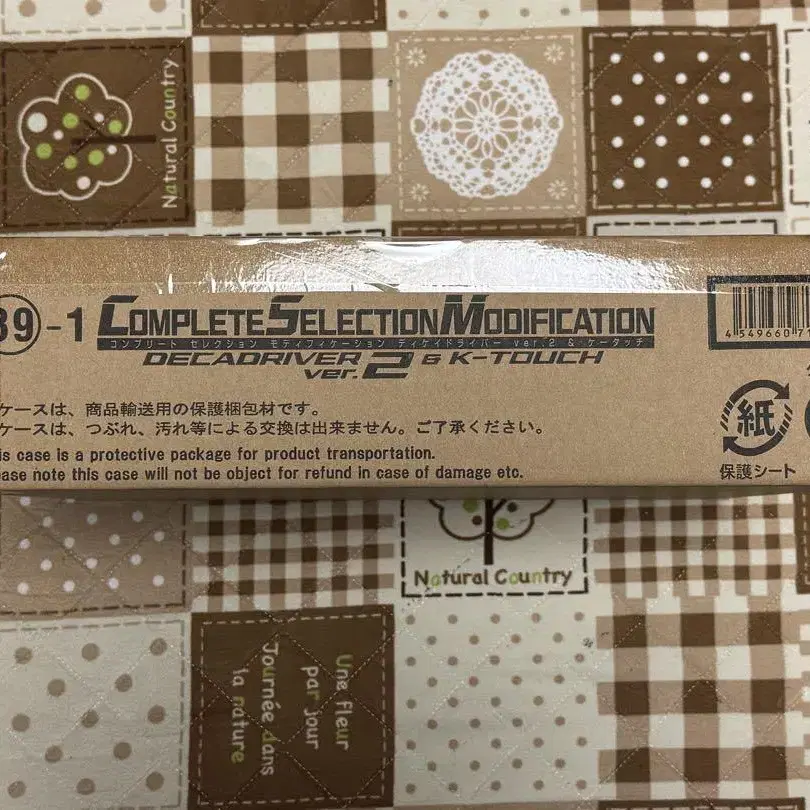 Natural Country
39-1
COMPLETE SELECTION MODIFICATION
コンプリート セレクション モディフィケーション ディケイドライバー ver.2 & ケータッチ
DECADRIVER
ver.2 & K-TOUCH
4 549660 7
ケースは、商品輸送用の保護梱包材です。
ケースは、つぶれ、汚れ等による交換は出来ません。ご了承ください。
is case is a protective package for product transportation.
ease note this case will not be object for refund in case of damage etc.
紙
保護シート
Natural Country
Une fleur
par jour
Journée dans
la nature